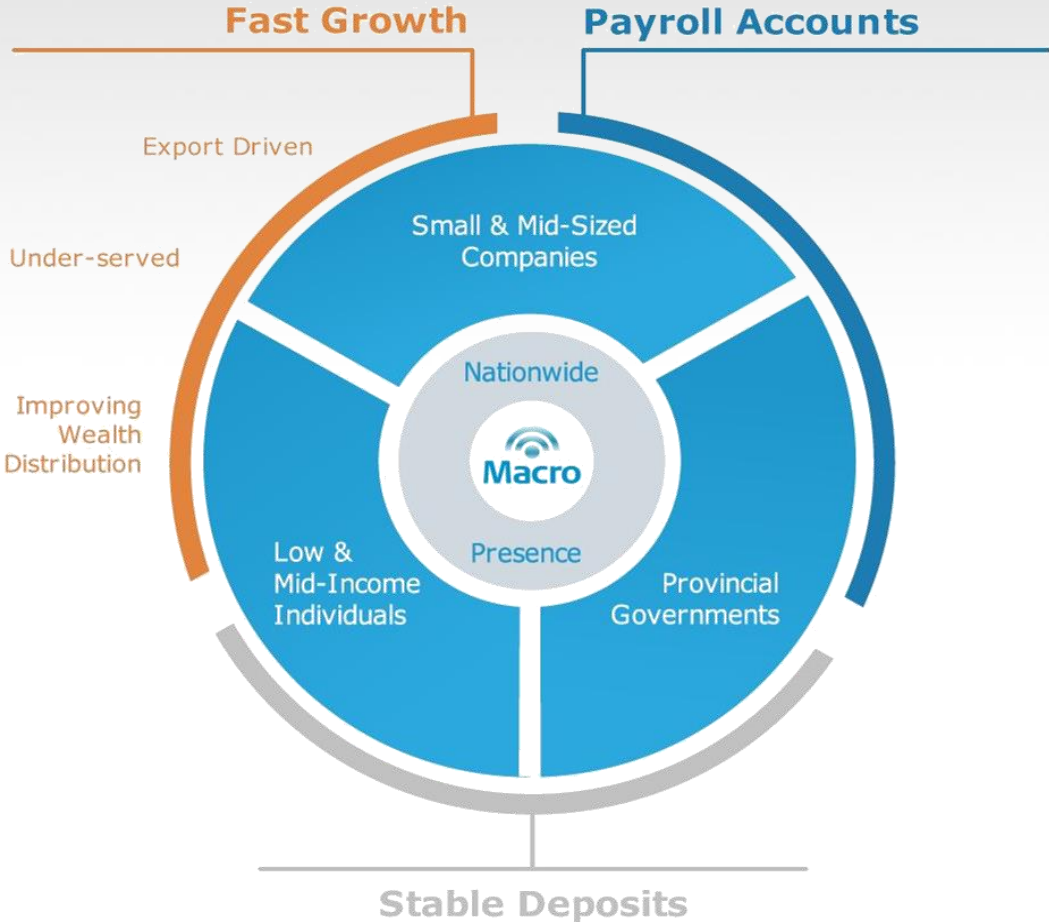 Fast Growth
Payroll Accounts
Export Driven
Under-served
Improving
Wealth
Distribution
Small & Mid-Sized
Companies
Nationwide
Macro
Presence
Low &
Mid-Income
Individuals
Provincial
Governments
Stable Deposits